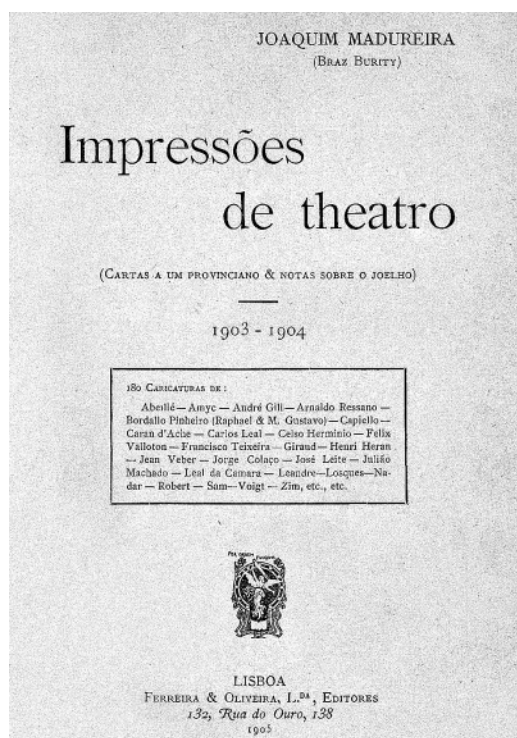 JOAQUIM MADUREIRA
(BRAZ BURITY)
Impressões
de theatro
(CARTAS A UM PROVINCIANO & NOTAS SOBRE O JOELHO)
1903 - 1904
180 CARICATURAS DE :
Abeillé — Amyc — André Gill — Arnaldo Ressano —
Bordallo Pinheiro (Raphael & M. Gustavo) — Capiello —
Caran d'Ache — Carlos Leal — Celso Herminio — Felix
Valloton — Francisco Teixeira — Giraud — Henri Heran
— Jean Veber — Jorge Colaço — José Leite — Julião
Machado — Leal da Camara — Leandre — Losques — Na-
dar — Robert — Sam — Voigt — Zim, etc., etc.
LISBOA
FERREIRA & OLIVEIRA, L.DA, EDITORES
132, Rua do Ouro, 138
1905